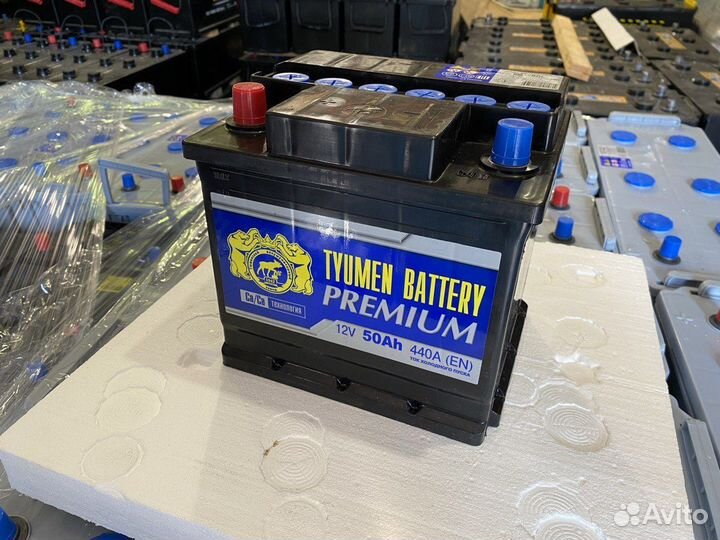 TYUMEN BATTERY
PREMIUM
Ca/Ca ТЕХНОЛОГИЯ
12V 50Ah 440A (EN)
ТОК ХОЛОДНОГО ПУСКА
Avito